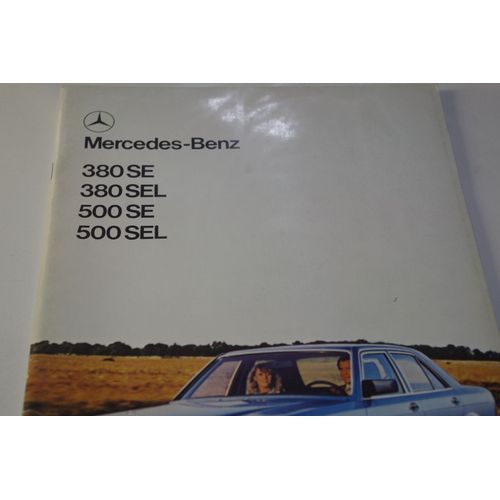 Mercedes-Benz
380 SE
380 SEL
500 SE
500 SEL